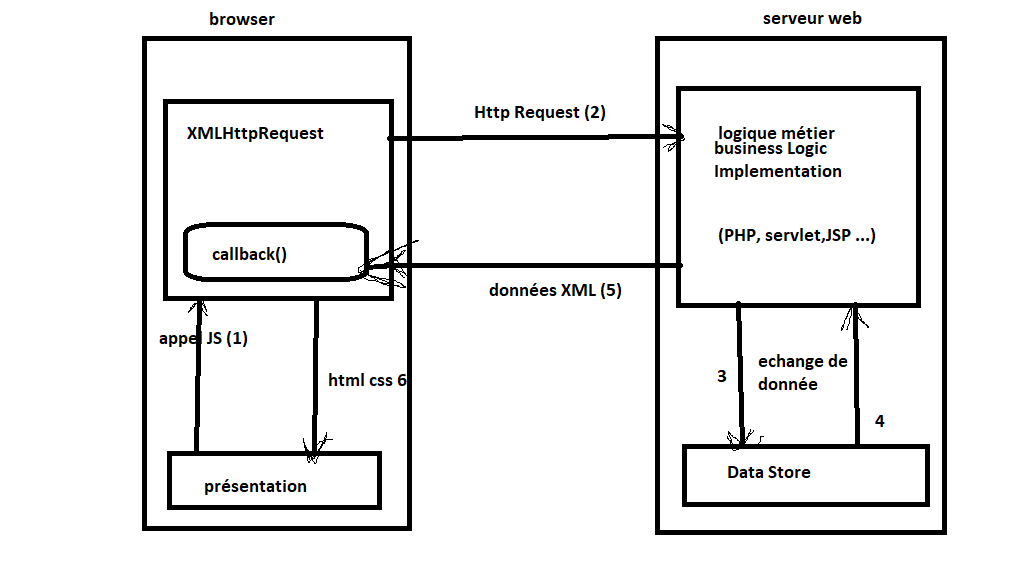 browser
serveur web
XMLHttpRequest
Http Request (2)
logique métier
business Logic
Implementation
(PHP, servlet,JSP ...)
callback()
données XML (5)
appel JS (1)
html css 6
3
echange de
donnée
4
présentation
Data Store